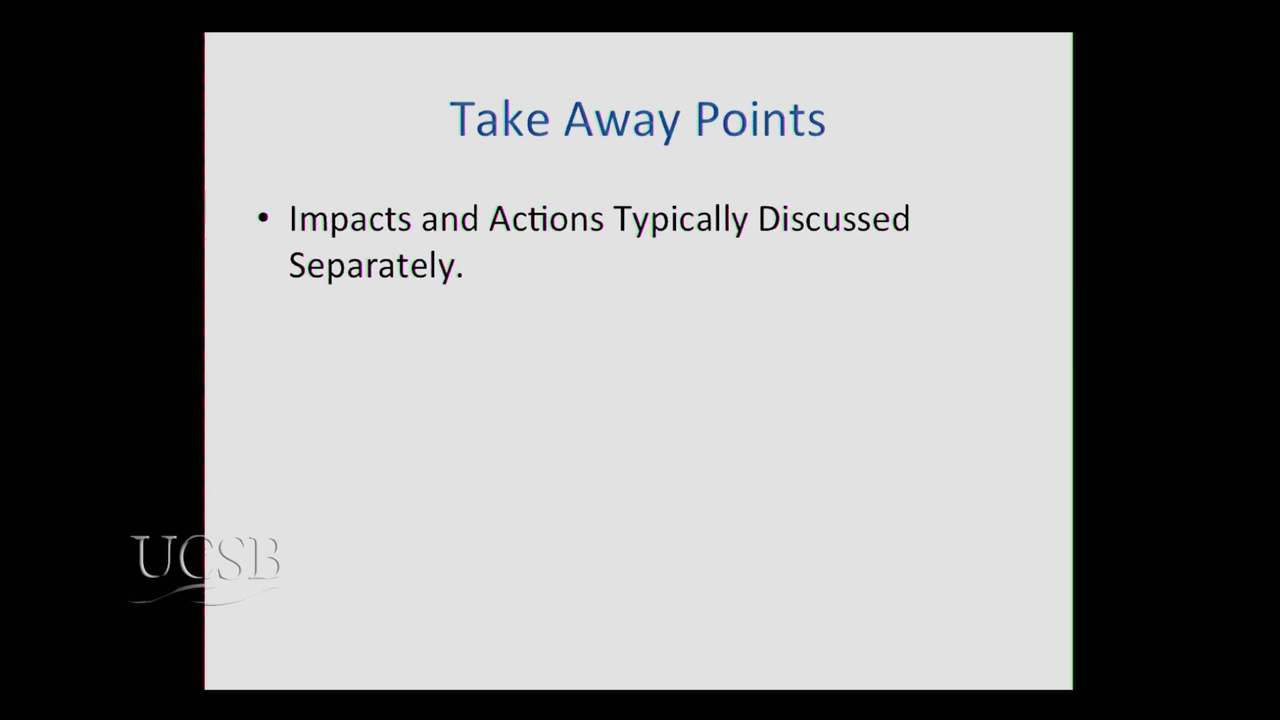 Take Away Points
• Impacts and Actions Typically Discussed
Separately.
UCSB